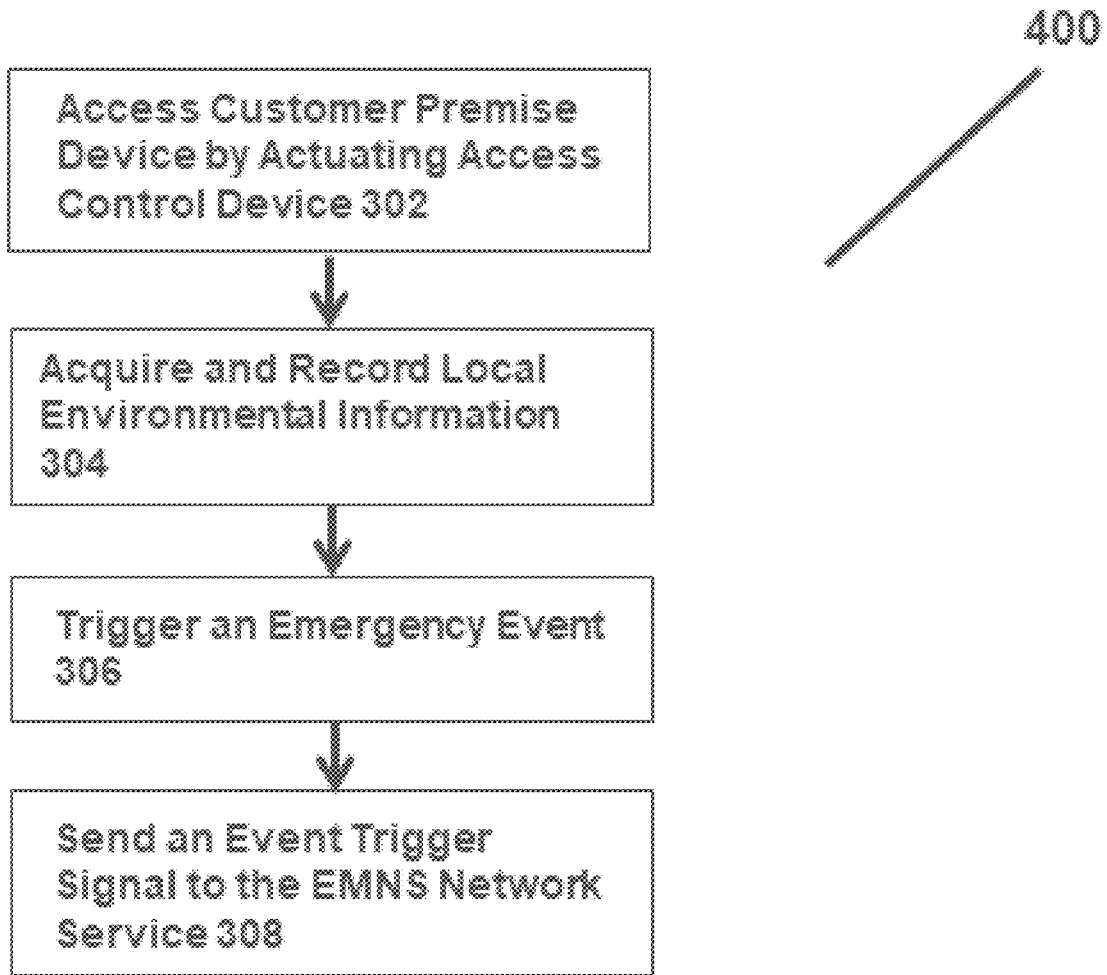 400
Access Customer Premise
Device by Actuating Access
Control Device 302
Acquire and Record Local
Environmental Information
304
Trigger an Emergency Event
306
Send an Event Trigger
Signal to the EMNS Network
Service 308